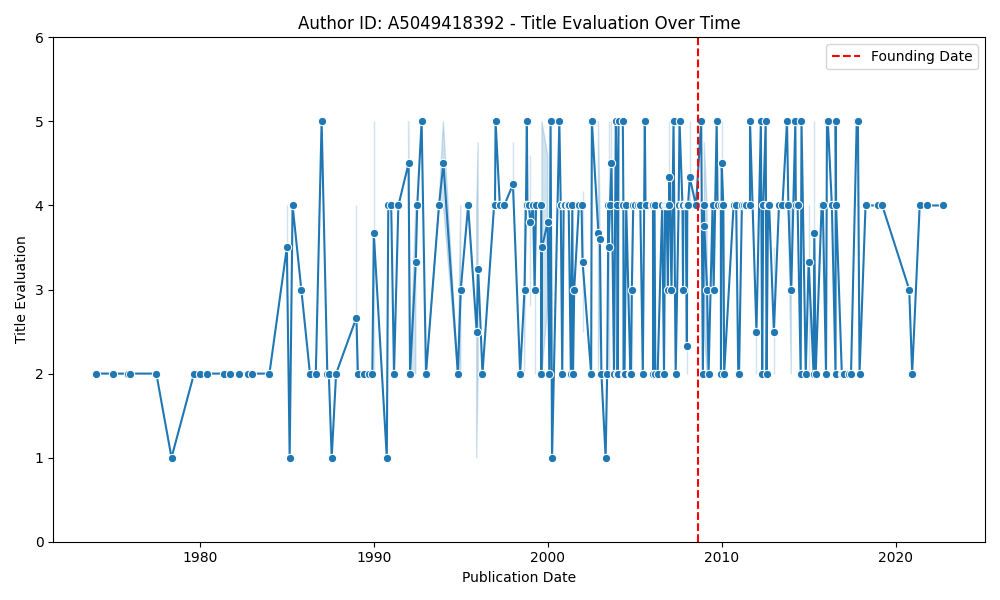 Author ID: A5049418392 - Title Evaluation Over Time
Founding Date
Title Evaluation
6
5
4
3
2
1
0
1980 1990 2000 2010 2020
Publication Date